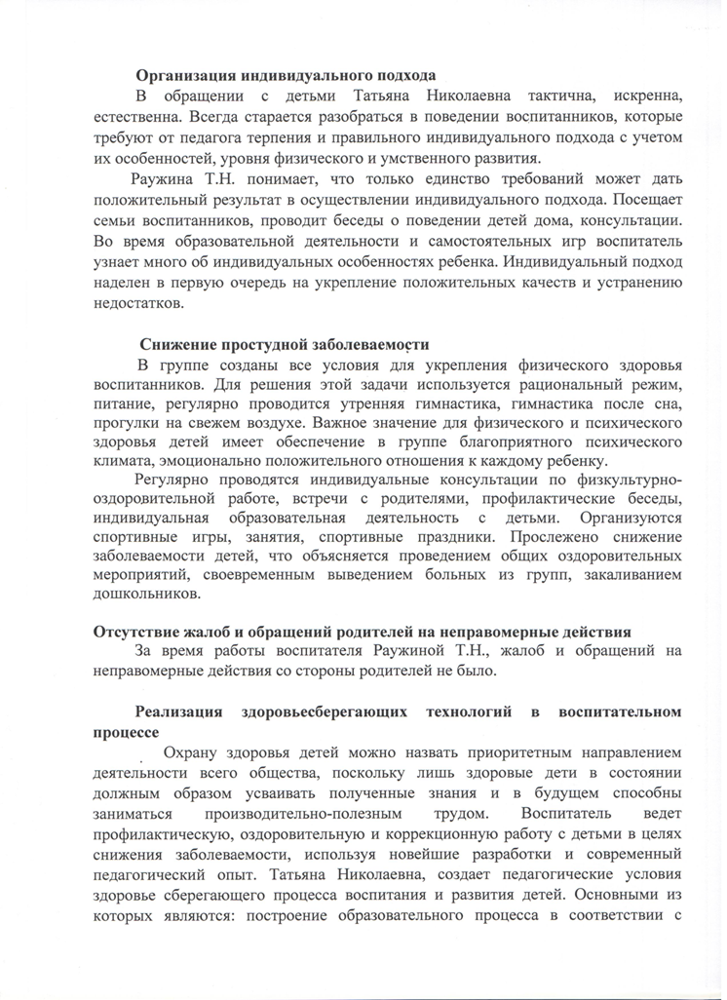 Организация индивидуального подхода
В обращении с детьми Татьяна Николаевна тактична, искренна,
естественна. Всегда старается разобраться в поведении воспитанников, которые
требуют от педагога терпения и правильного индивидуального подхода с учетом
их особенностей, уровня физического и умственного развития.
Раужина Т.Н. понимает, что только единство требований может дать
положительный результат в осуществлении индивидуального подхода. Посещает
семьи воспитанников, проводит беседы о поведении детей дома, консультации.
Во время образовательной деятельности и самостоятельных игр воспитатель
узнает много об индивидуальных особенностях ребенка. Индивидуальный подход
наделен в первую очередь на укрепление положительных качеств и устранению
недостатков.
Снижение простудной заболеваемости
В группе созданы все условия для укрепления физического здоровья
воспитанников. Для решения этой задачи используется рациональный режим,
питание, регулярно проводится утренняя гимнастика, гимнастика после сна,
прогулки на свежем воздухе. Важное значение для физического и психического
здоровья детей имеет обеспечение в группе благоприятного психического
климата, эмоционально положительного отношения к каждому ребенку.
Регулярно проводятся индивидуальные консультации по физкультурно-
оздоровительной работе, встречи с родителями, профилактические беседы,
индивидуальная образовательная деятельность с детьми. Организуются
спортивные игры, занятия, спортивные праздники. Прослежено снижение
заболеваемости детей, что объясняется проведением общих оздоровительных
мероприятий, своевременным выведением больных из групп, закаливанием
дошкольников.
Отсутствие жалоб и обращений родителей на неправомерные действия
За время работы воспитателя Раужиной Т.Н., жалоб и обращений на
неправомерные действия со стороны родителей не было.
Реализация здоровьесберегающих технологий в воспитательном
процессе
Охрану здоровья детей можно назвать приоритетным направлением
деятельности всего общества, поскольку лишь здоровые дети в состоянии
должным образом усваивать полученные знания и в будущем способны
заниматься производительно-полезным трудом. Воспитатель ведет
профилактическую, оздоровительную и коррекционную работу с детьми в целях
снижения заболеваемости, используя новейшие разработки и современный
педагогический опыт. Татьяна Николаевна, создает педагогические условия
здоровье сберегающего процесса воспитания и развития детей. Основными из
которых являются: построение образовательного процесса в соответствии с